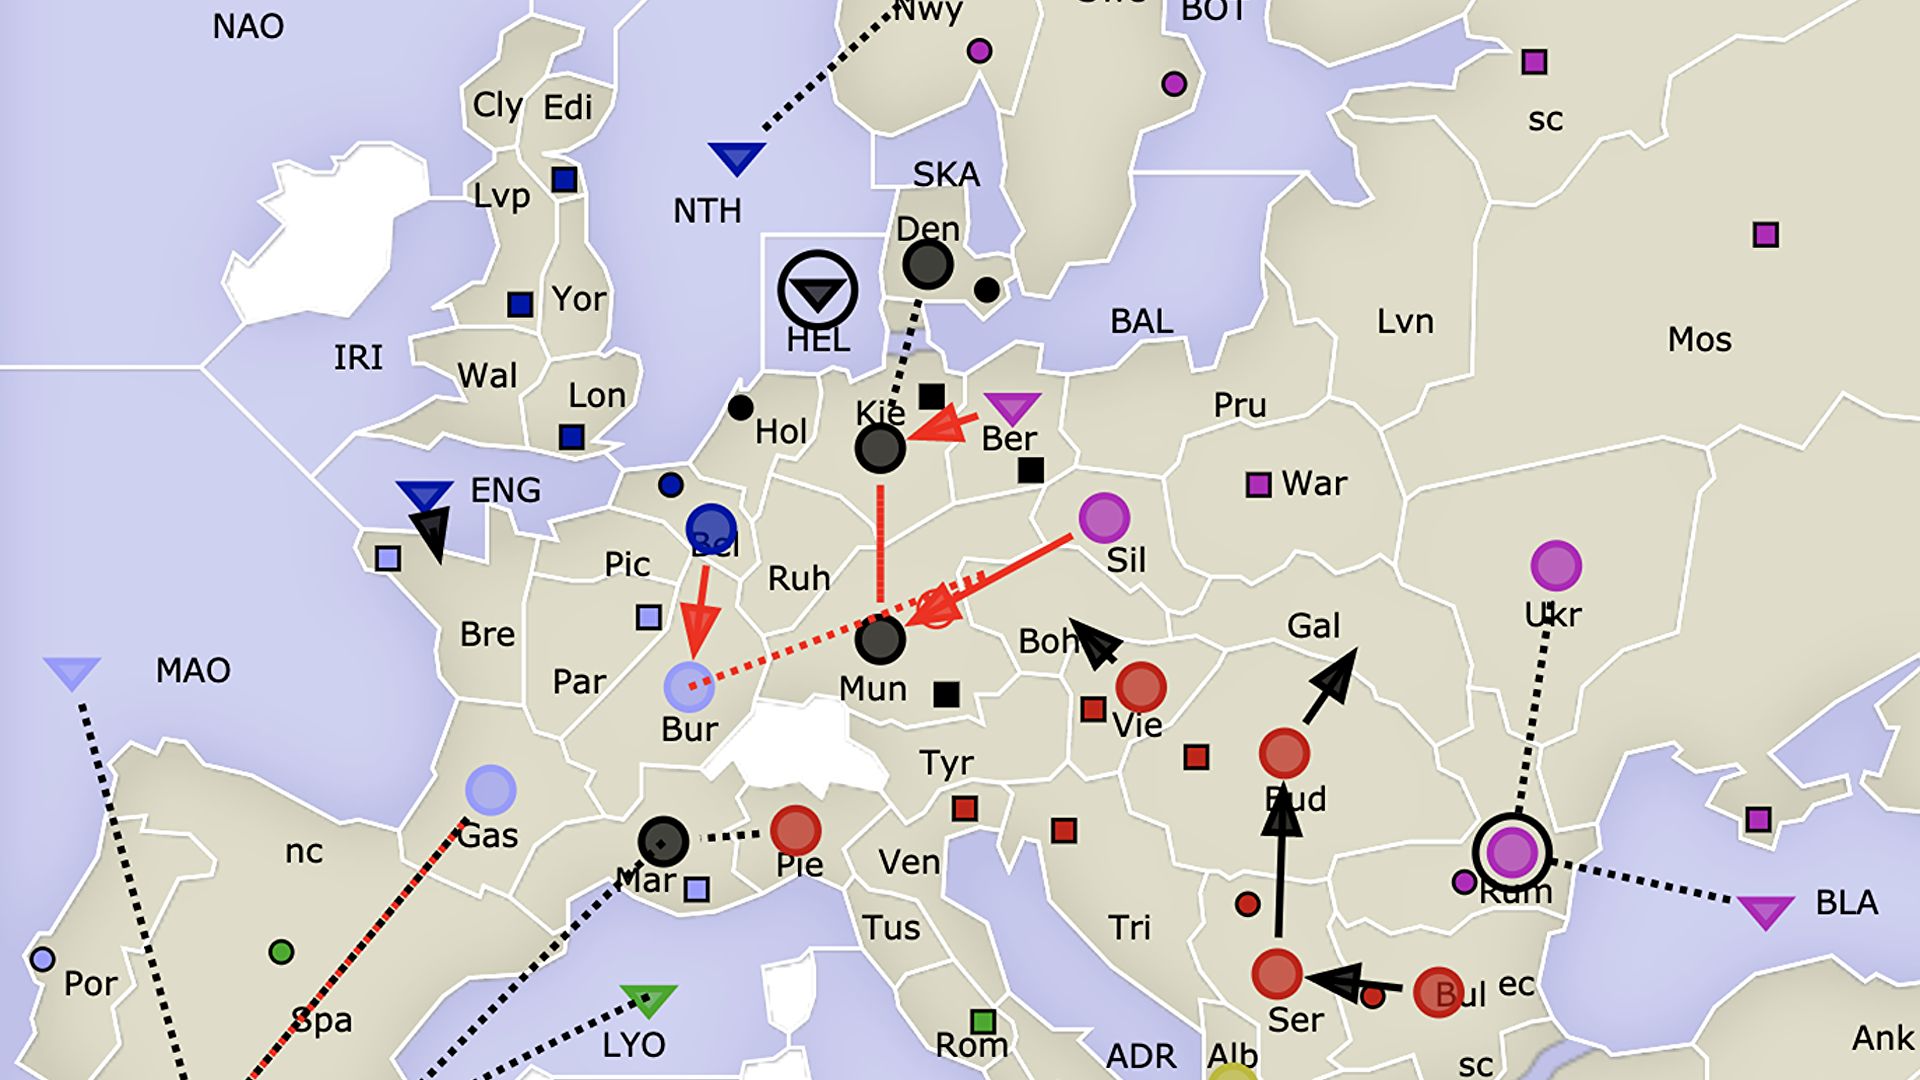 NAO
Nwy
BOT
Cly
Edi
sc
SKA
Lvp
NTH
Den
Yor
HEL
BAL
Lvn
Mos
IRI
Wal
Lon
Kie
Hol
Ber
Pru
ENG
War
Bel
Pic
Ruh
Sil
Ukr
Bre
Boh
Gal
MAO
Par
Mun
Bur
Vie
Tyr
Bud
Gas
nc
Mar
Pie
Ven
Rum
BLA
Tus
Tri
Por
Spa
Bul
ec
Ser
LYO
Rom
ADR
Alb
sc
Ank